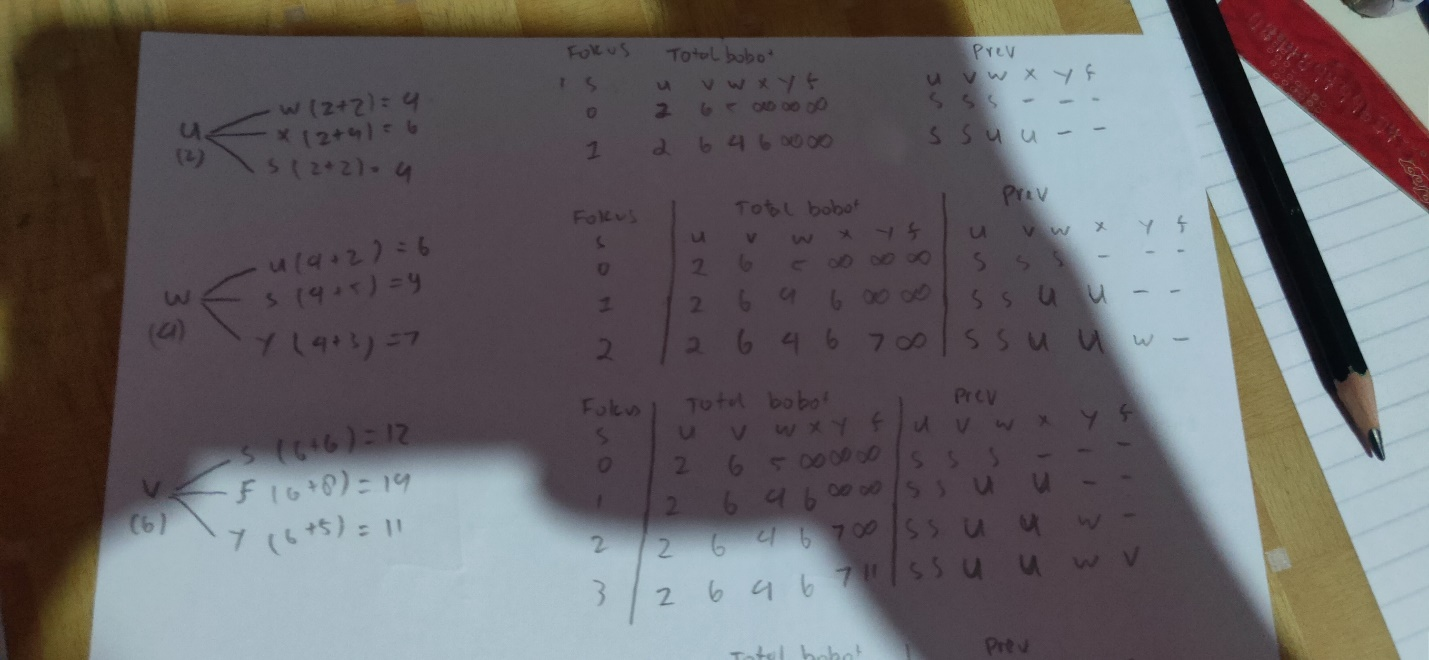 Fokus Total bobot Prev
s u v w x y f u v w x y f
0 2 6 5 ∞ ∞ ∞ s s s - - -
1 2 6 4 6 ∞ ∞ s s u u - -
u (2)
w (2+2) = 4
x (2+4) = 6
s (2+2) = 4
Fokus Total bobot Prev
s u v w x y f u v w x y f
0 2 6 5 ∞ ∞ ∞ s s s - - -
1 2 6 4 6 ∞ ∞ s s u u - -
2 2 6 4 6 7 ∞ s s u u w -
w (4)
u (4+2) = 6
s (4+5) = 9
y (4+3) = 7
Fokus Total bobot Prev
s u v w x y f u v w x y f
0 2 6 5 ∞ ∞ ∞ s s s - - -
1 2 6 4 6 ∞ ∞ s s u u - -
2 2 6 4 6 7 ∞ s s u u w -
3 2 6 4 6 7 11 s s u u w v
v (6)
s (6+6) = 12
f (6+8) = 14
y (6+5) = 11
Total bobot Prev